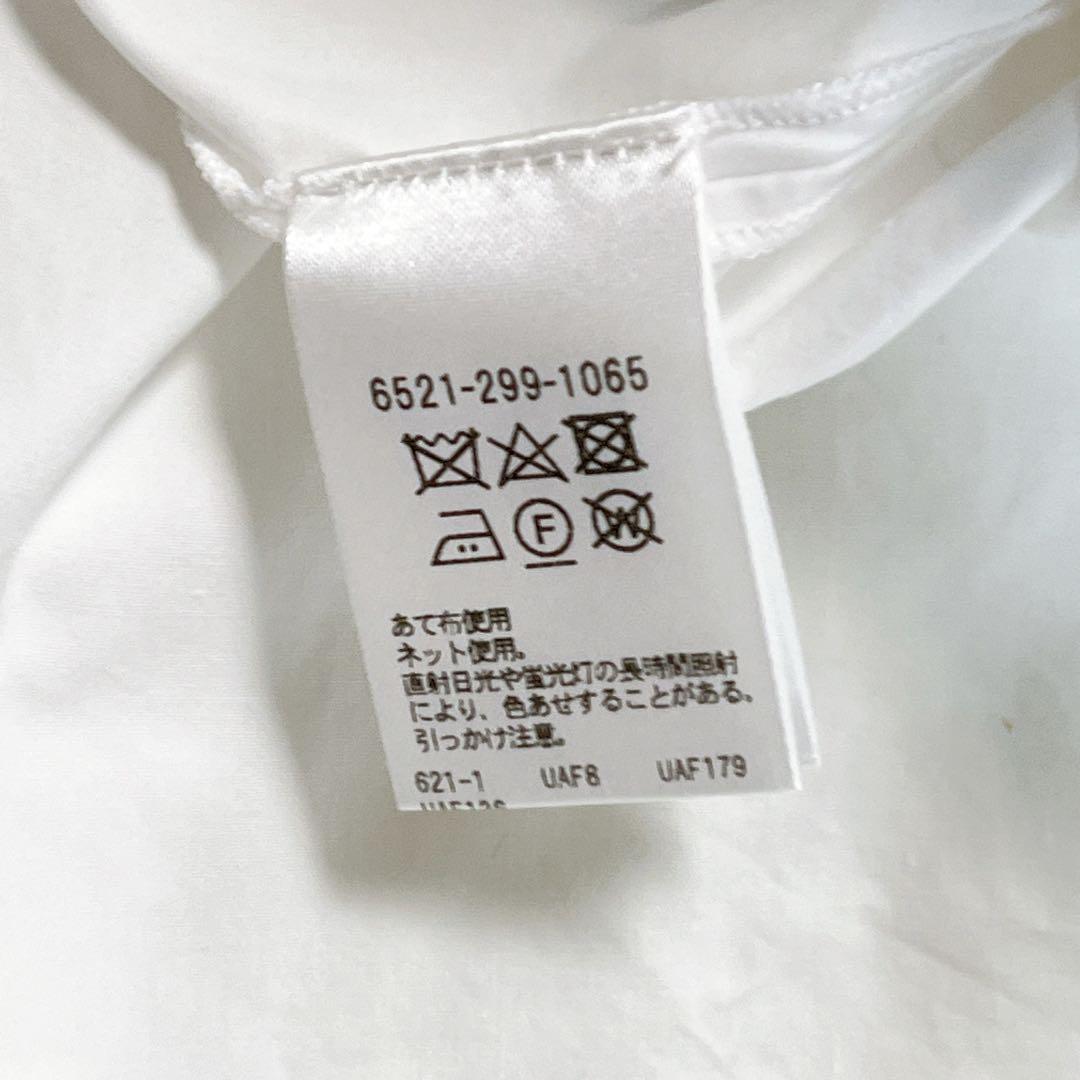 6521-299-1065
F
W
あて布使用
ネット使用。
直射日光や蛍光灯の長時間照射
により、色あせすることがある。
引っかけ注意。
621-1 UAF8 UAF179